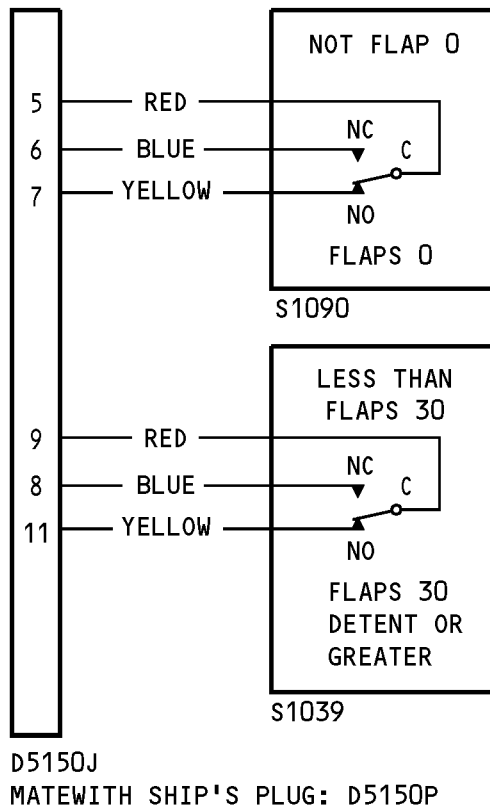 NOT FLAP 0
5 RED
NC
6 BLUE C
7 YELLOW
NO
FLAPS 0
S1090
LESS THAN
FLAPS 30
9 RED
NC
8 BLUE C
11 YELLOW
NO
FLAPS 30
DETENT OR
GREATER
S1039
D5150J
MATEWITH SHIP'S PLUG: D5150P